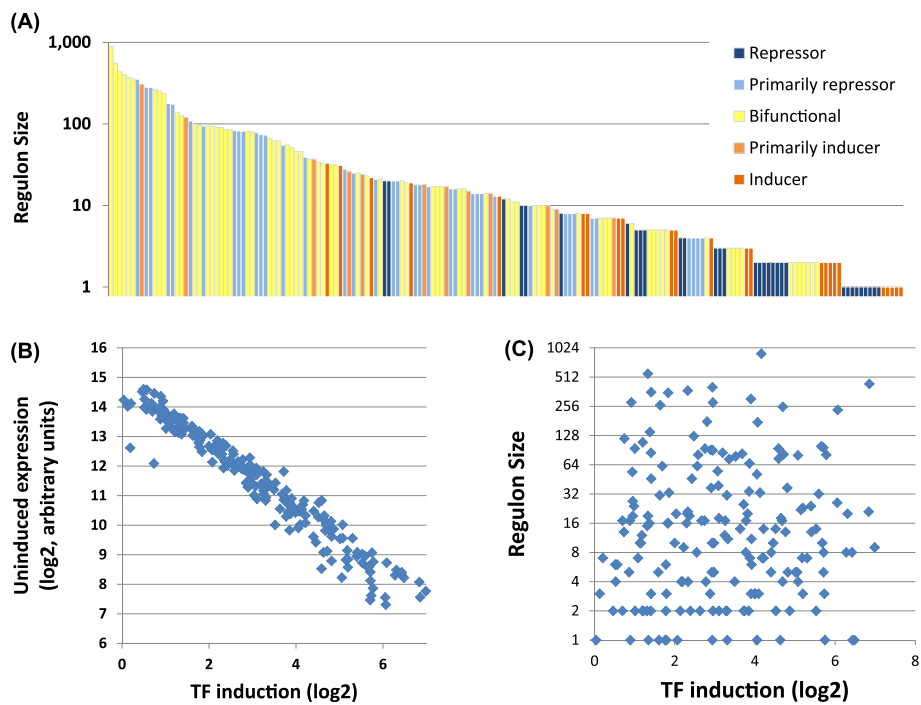 (A)
Regulon Size
1,000
100
10
1
Repressor
Primarily repressor
Bifunctional
Primarily inducer
Inducer
(B)
Uninduced expression
(log2, arbitrary units)
16
15
14
13
12
11
10
9
8
7
6
0
2
4
6
TF induction (log2)
(C)
Regulon Size
1024
512
256
128
64
32
16
8
4
2
1
0
2
4
6
8
TF induction (log2)